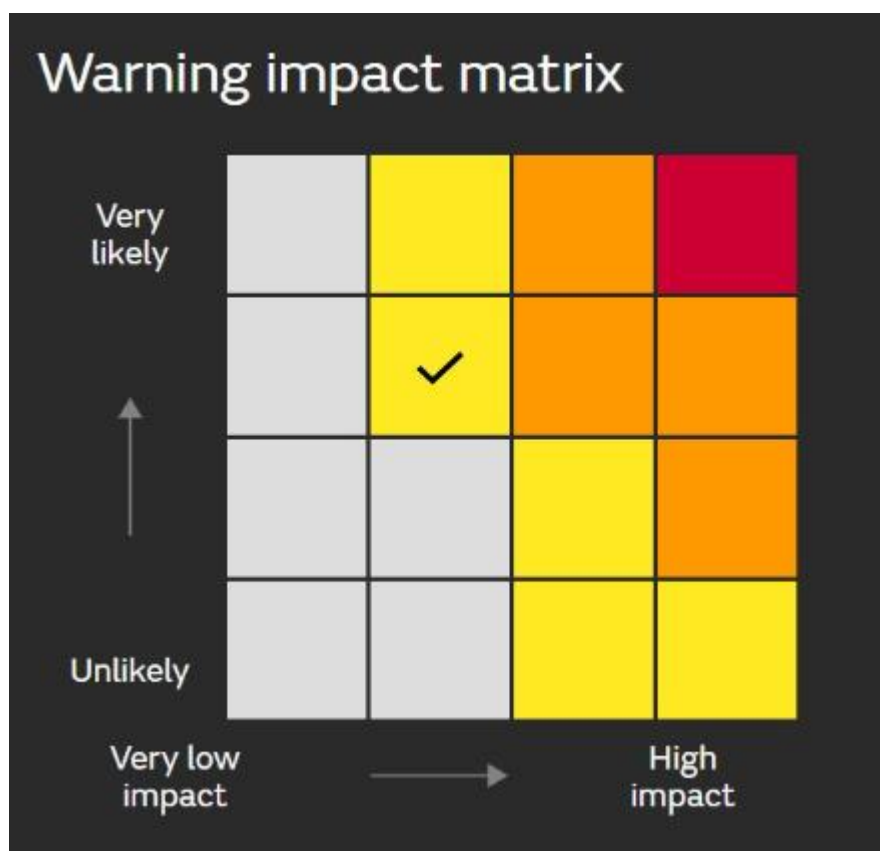 Warning impact matrix
Very
likely
Unlikely
Very low
impact
High
impact